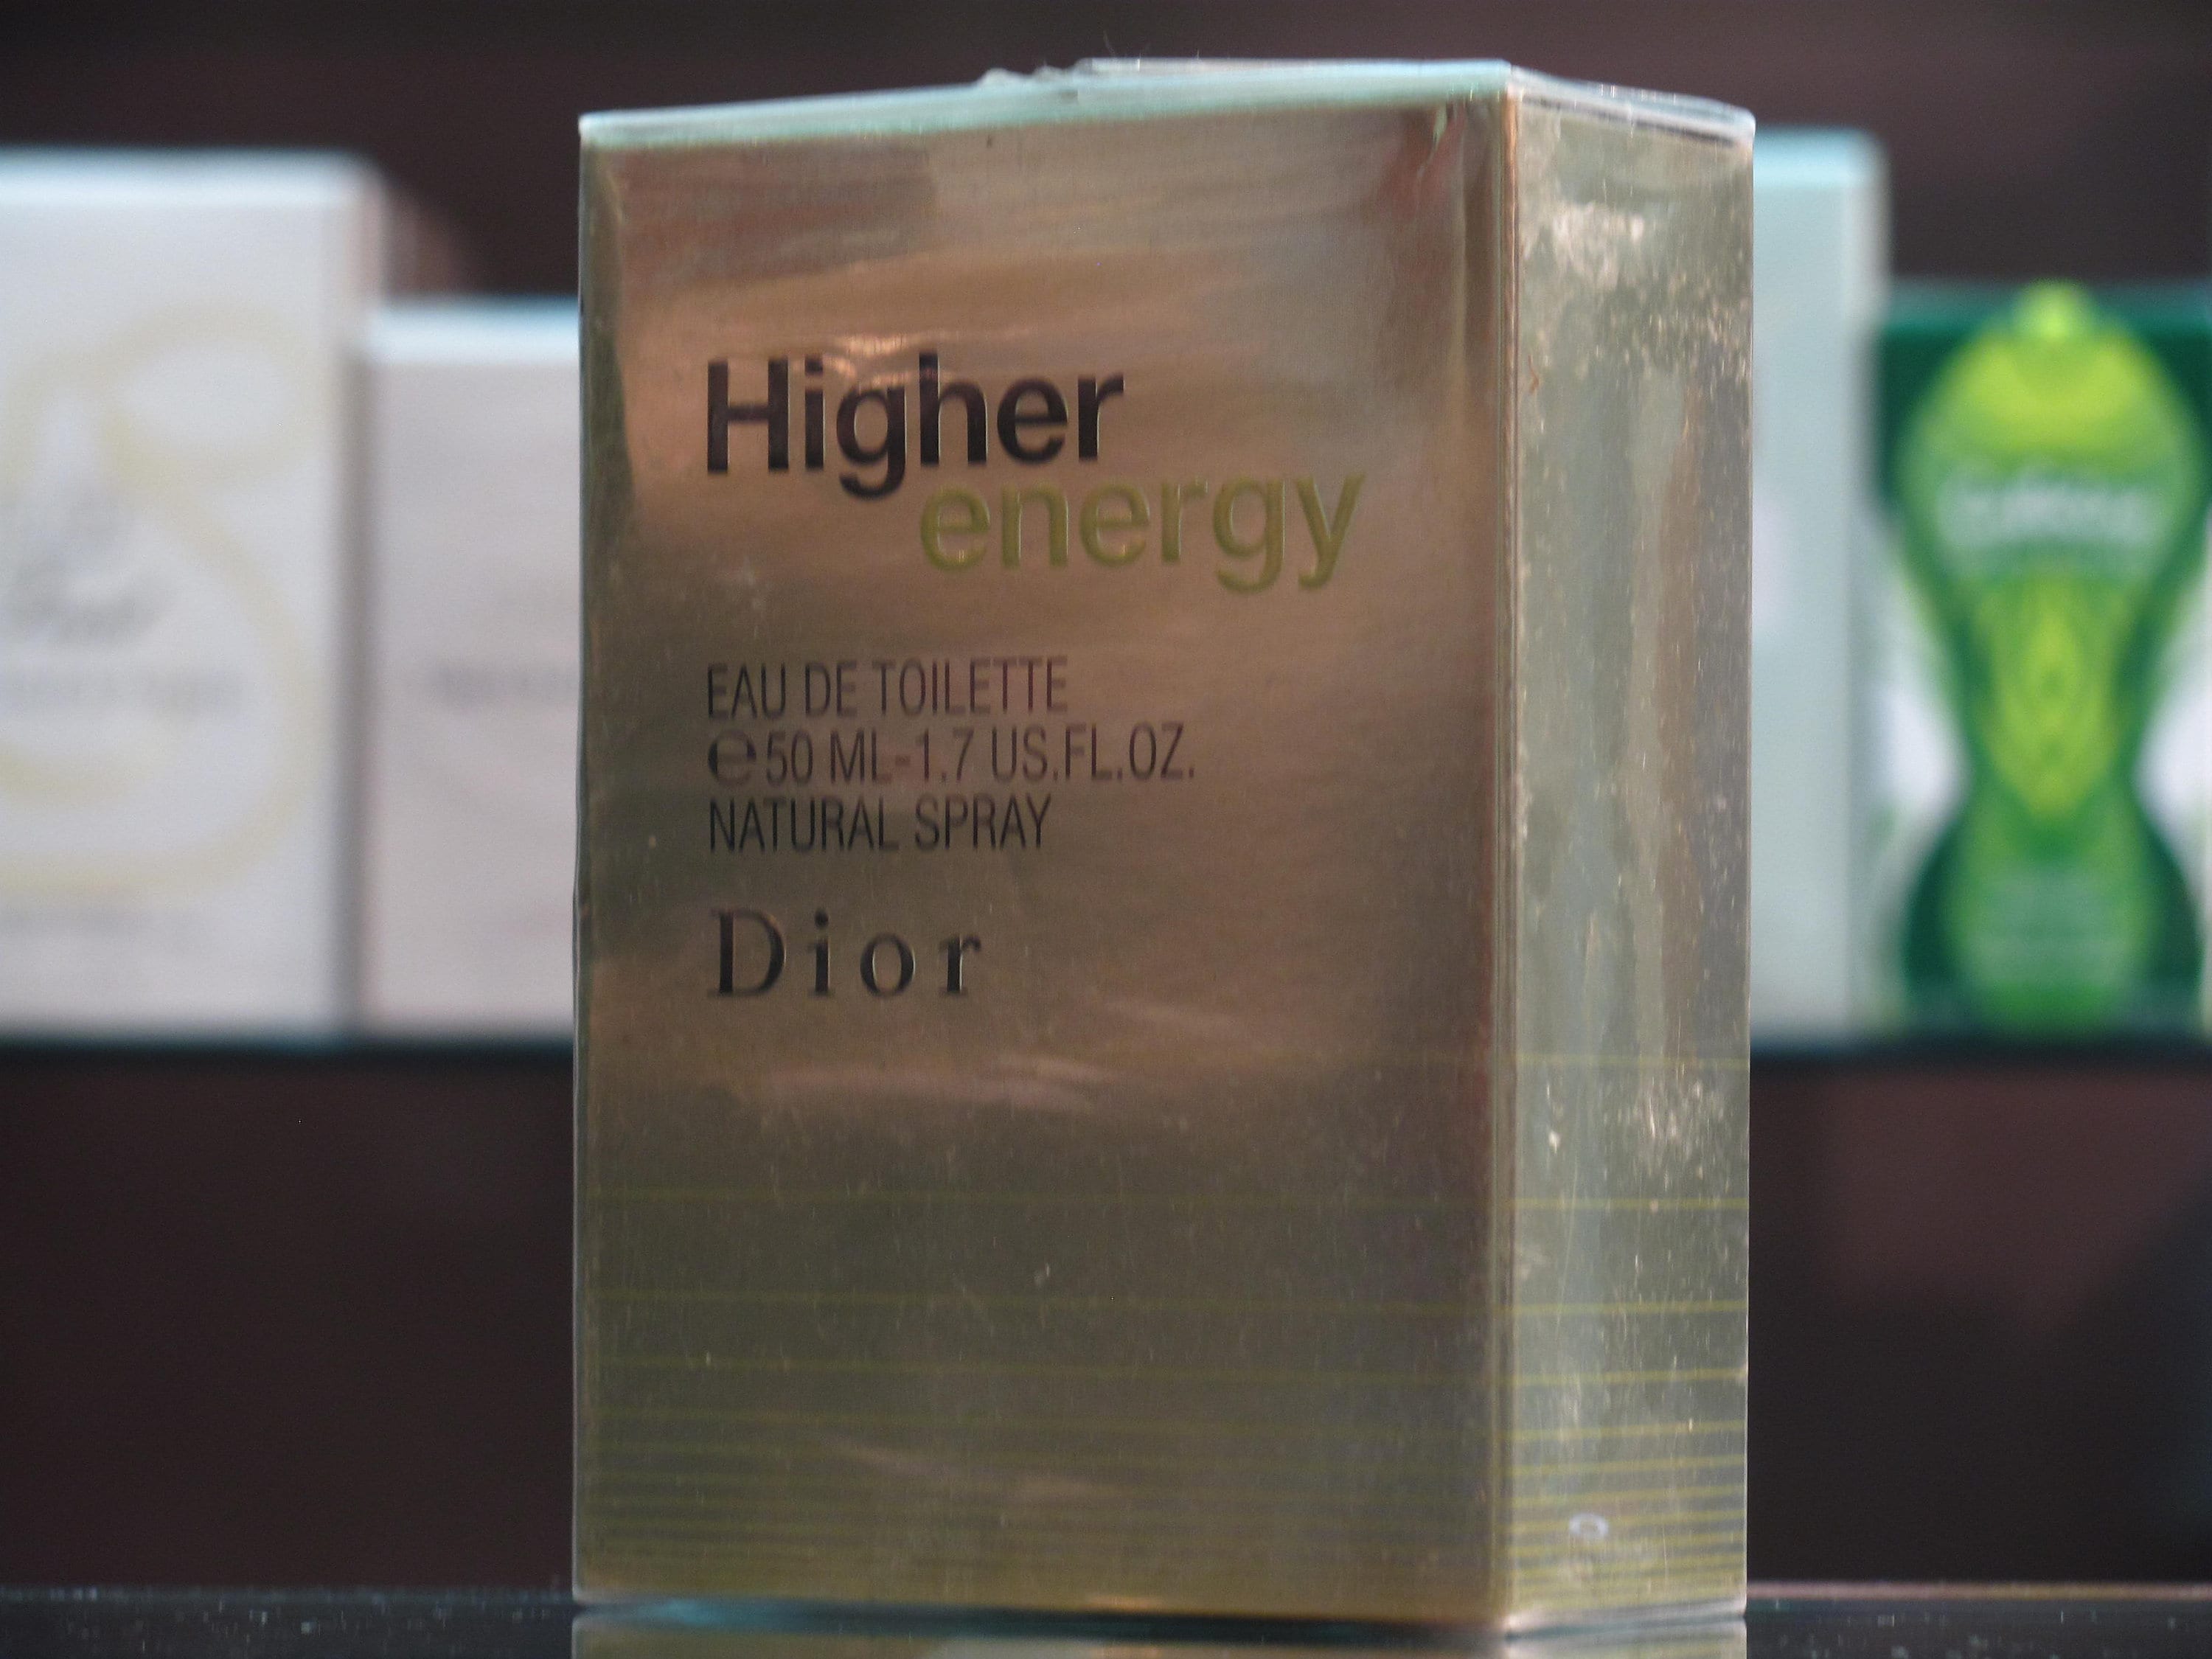 Higher
energy
EAU DE TOILETTE
℮50 ML-1.7 US.FL.OZ.
NATURAL SPRAY
Dior